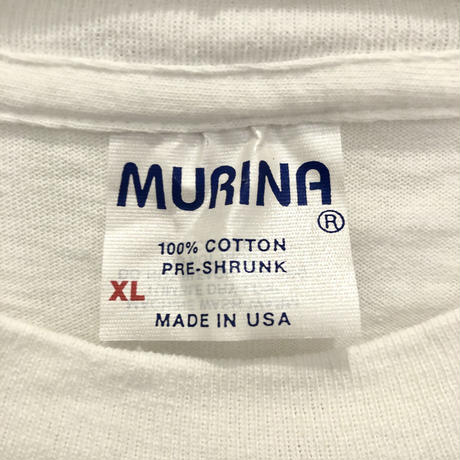 MURINA
®
100% COTTON
PRE-SHRUNK
XL
MADE IN USA